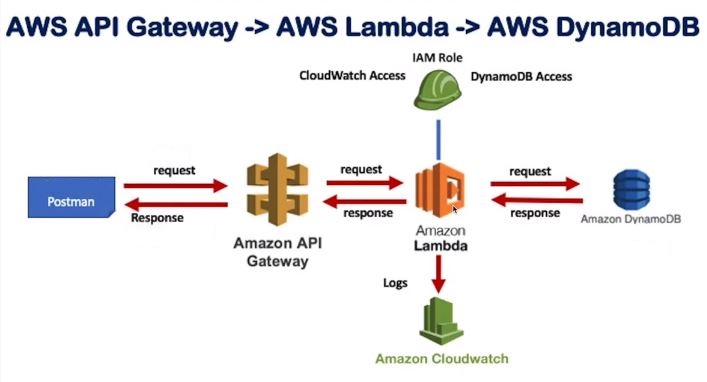 AWS API Gateway -> AWS Lambda -> AWS DynamoDB
IAM Role
CloudWatch Access
DynamoDB Access
request
request
request
Postman
Response
response
response
Amazon DynamoDB
Amazon API
Gateway
Amazon
Lambda
Logs
Amazon Cloudwatch